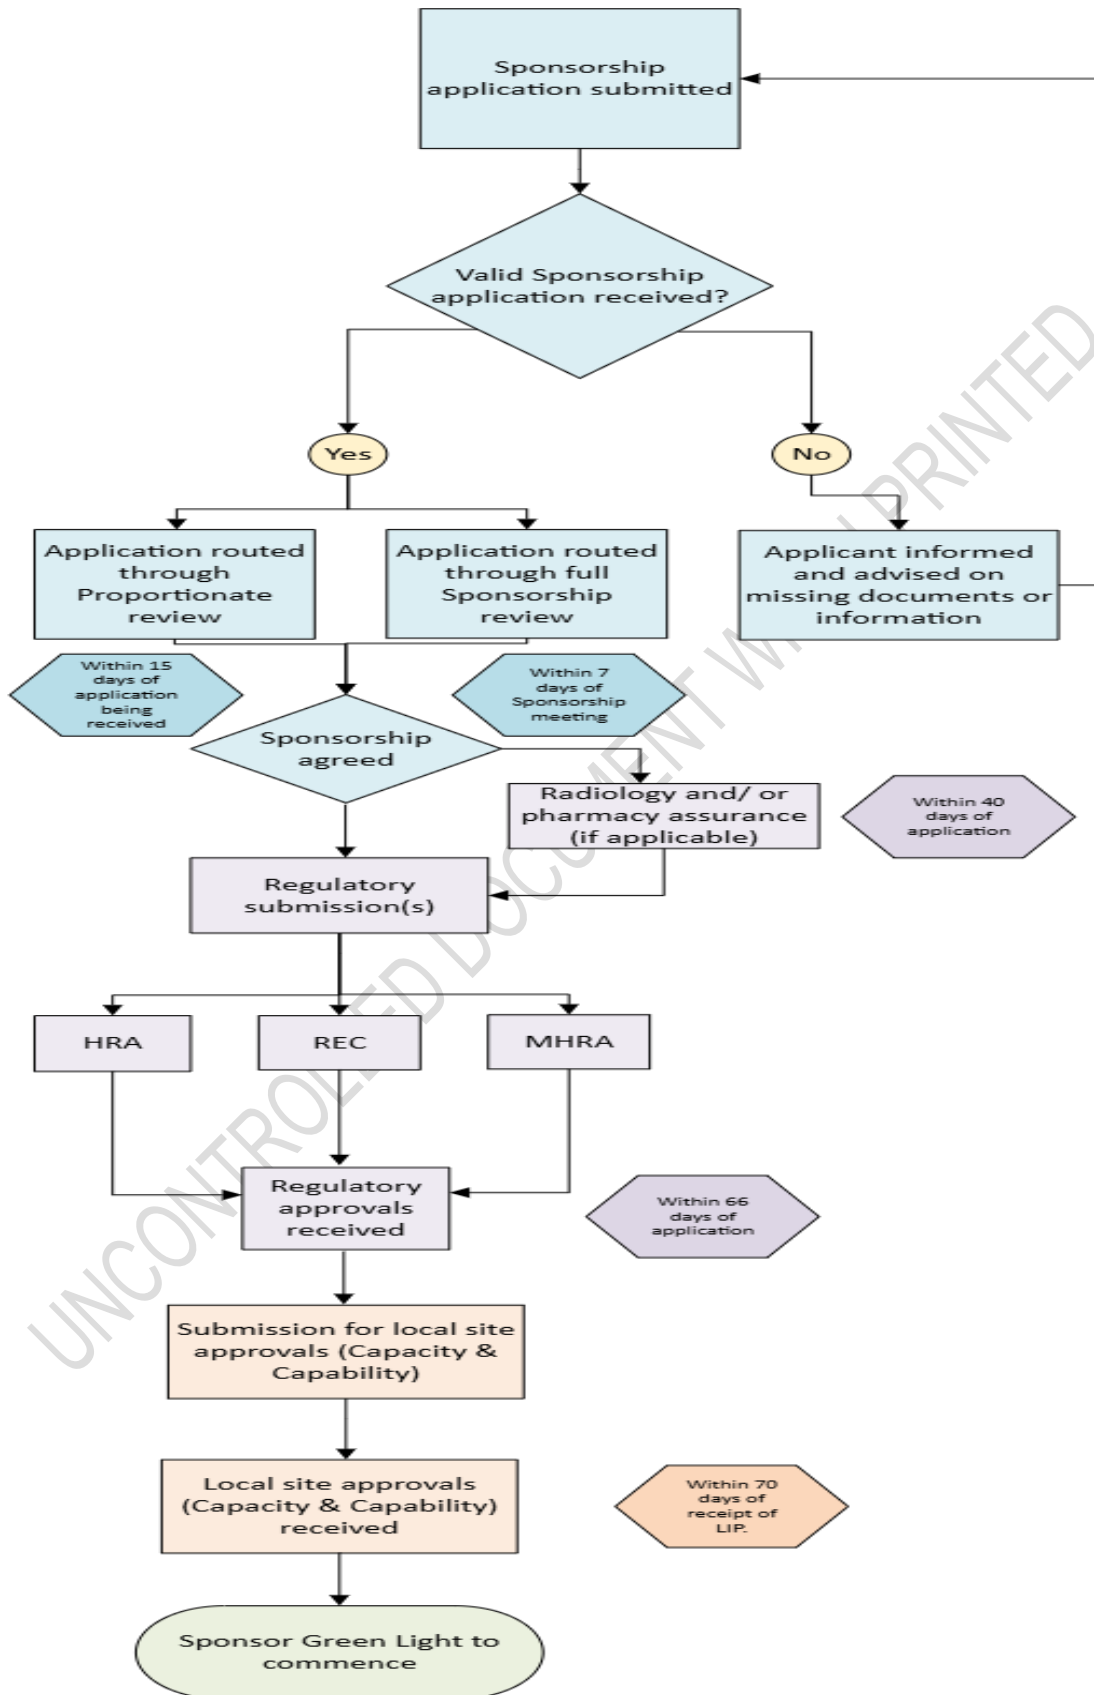 Sponsorship
application submitted
Valid Sponsorship
application received?
Yes
No
Application routed
through
Proportionate
review
Application routed
through full
Sponsorship
review
Applicant informed
and advised on
missing documents or
information
Within 15
days of
application
being
received
Within 7
days of
Sponsorship
meeting
Sponsorship
agreed
Radiology and/ or
pharmacy assurance
(if applicable)
Within 40
days of
application
Regulatory
submission(s)
HRA
REC
MHRA
Regulatory
approvals
received
Within 66
days of
application
Submission for local site
approvals (Capacity &
Capability)
Local site approvals
(Capacity & Capability)
received
Within 70
days of
receipt of
LIP.
Sponsor Green Light to
commence
UNCONTROLLED DOCUMENT WHEN PRINTED